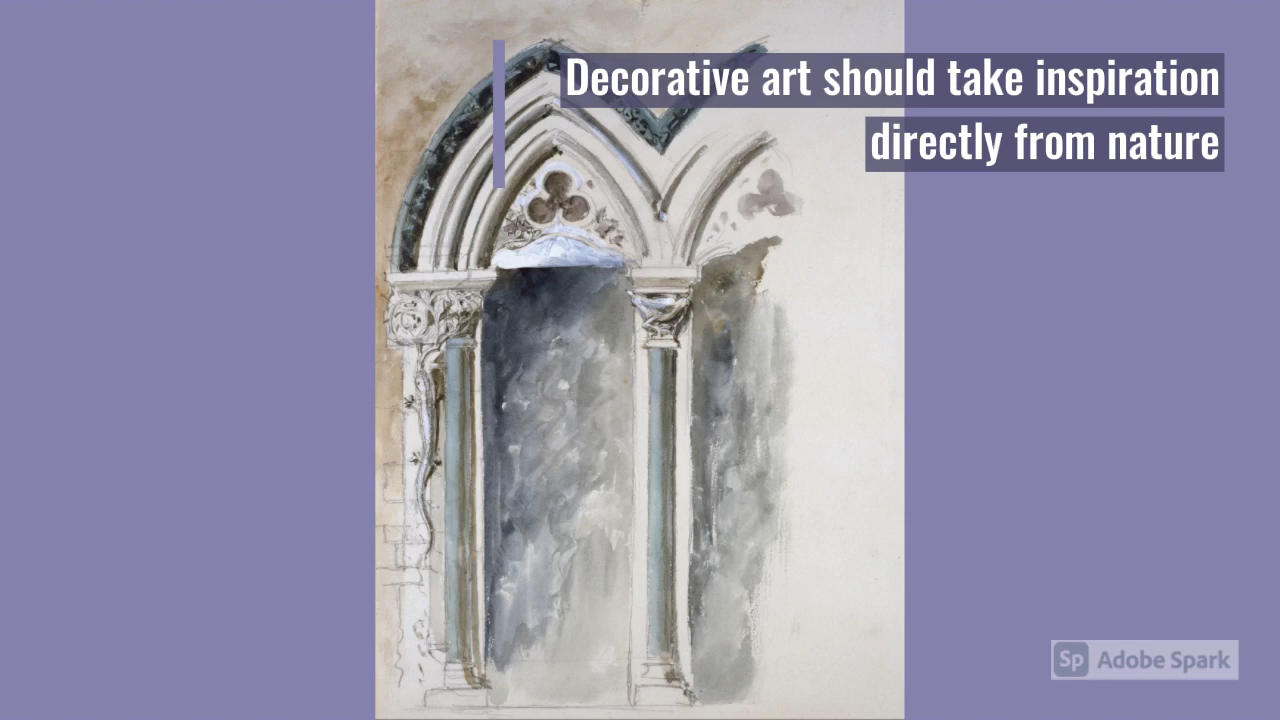 Decorative art should take inspiration
directly from nature
Sp Adobe Spark